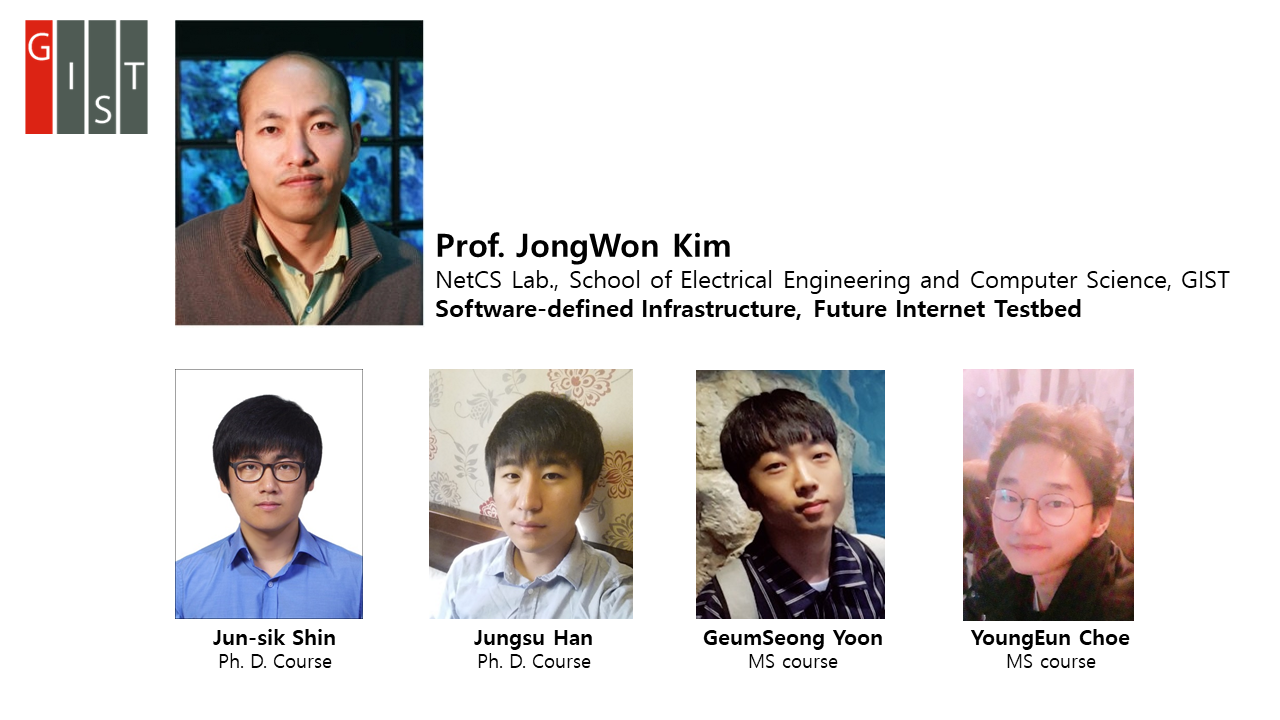 GIST
Prof. JongWon Kim
NetCS Lab., School of Electrical Engineering and Computer Science, GIST
Software-defined Infrastructure, Future Internet Testbed
Jun-sik Shin
Ph. D. Course
Jungsu Han
Ph. D. Course
GeumSeong Yoon
MS course
YoungEun Choe
MS course